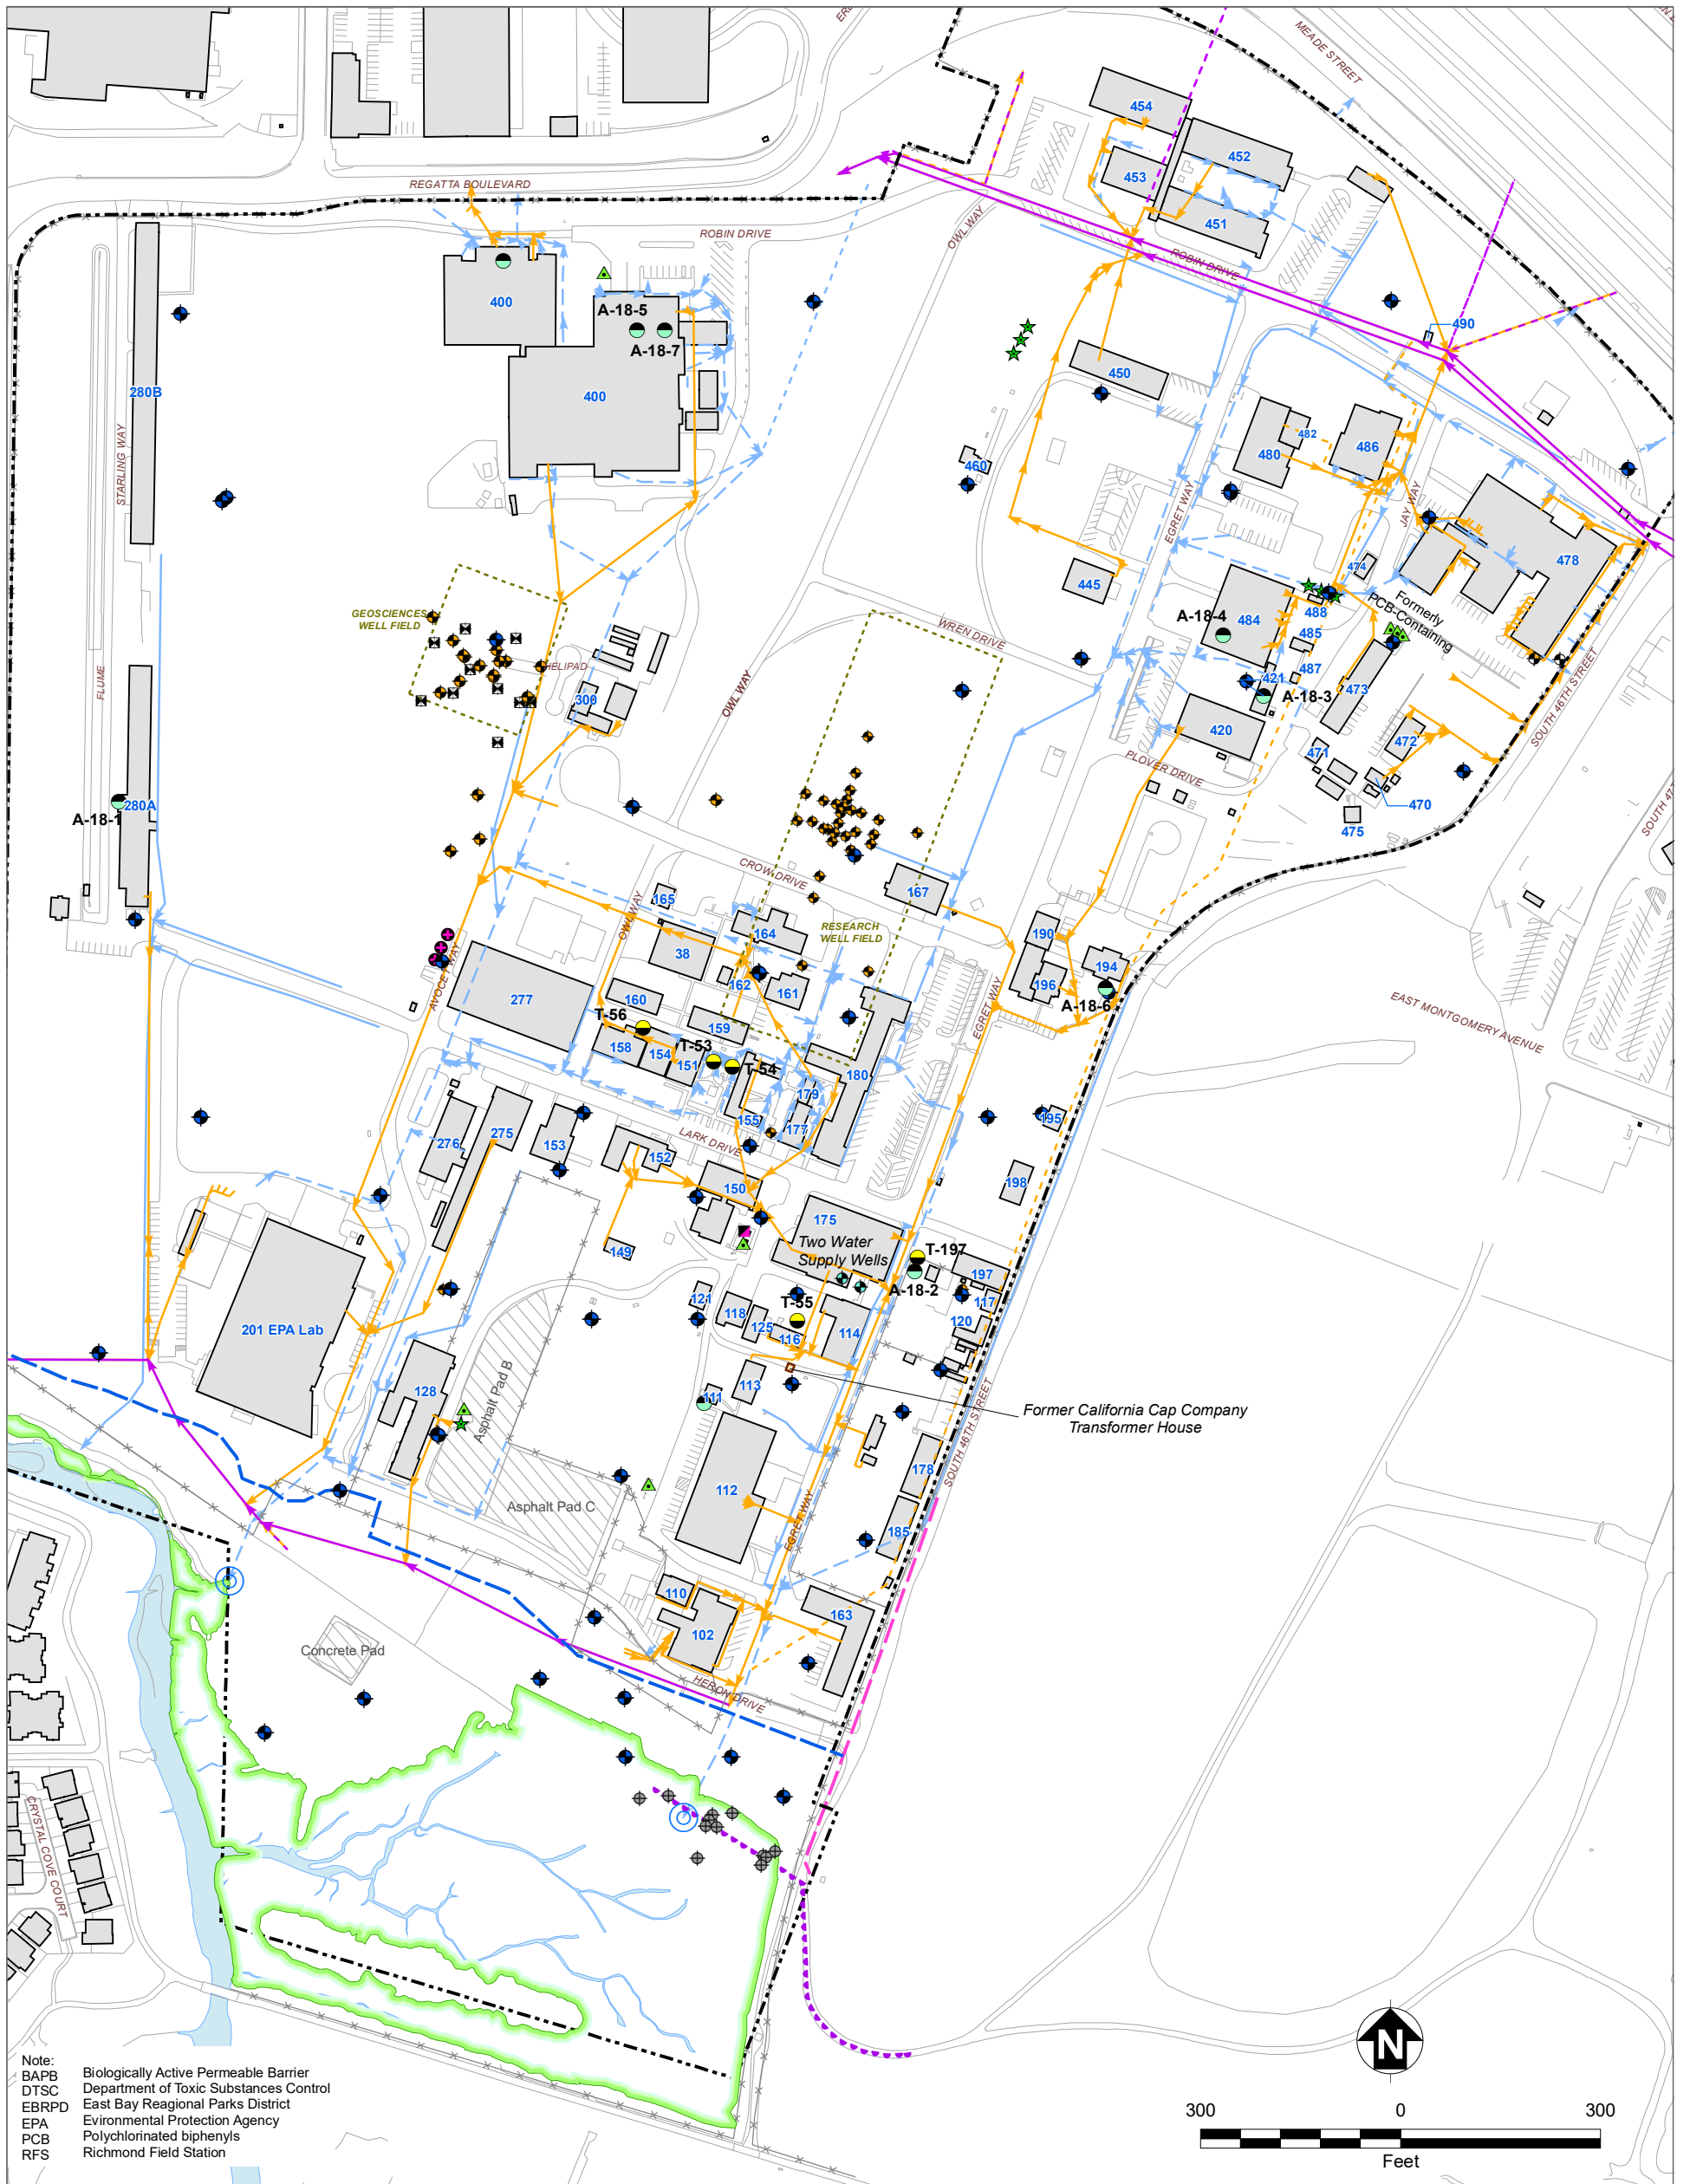 MEADE STREET
454
452
453
451
REGATTA BOULEVARD
ROBIN DRIVE
OWL WAY
ROBIN DRIVE
400
A-18-5
A-18-7
490
450
280B
400
482
480
486
STARLING WAY
460
EGRET WAY
JAY WAY
478
474
445
Formerly
PCB-Containing
GEOSCIENCES
WELL FIELD
A-18-4
484
488
485
WREN DRIVE
HELIPAD
487
421
A-18-3
473
FLUME
OWL WAY
300
420
472
471
SOUTH 46TH STREET
PLOVER DRIVE
280A
A-18-1
470
475
SOUTH 47
CROW DRIVE
167
165
OWL WAY
164
RESEARCH
WELL FIELD
190
38
194
AVOCET WAY
162
161
196
277
160
A-18-6
T-56
159
EGRET WAY
EAST MONTGOMERY AVENUE
158
154
T-53
151
T-54
180
179
155
177
195
276
275
153
LARK DRIVE
152
150
198
175
Two Water
Supply Wells
T-197
149
197
A-18-2
121
T-55
117
118
125
116
114
120
201 EPA Lab
Asphalt Pad B
128
113
111
Former California Cap Company
Transformer House
SOUTH 46TH STREET
178
112
Asphalt Pad C
EGRET WAY
185
110
163
102
Concrete Pad
HERON DRIVE
CRYSTAL COVE COURT
N
Note:
BAPB Biologically Active Permeable Barrier
DTSC Department of Toxic Substances Control
EBRPD East Bay Reagional Parks District
EPA Evironmental Protection Agency
PCB Polychlorinated biphenyls
RFS Richmond Field Station
300 0 300
Feet